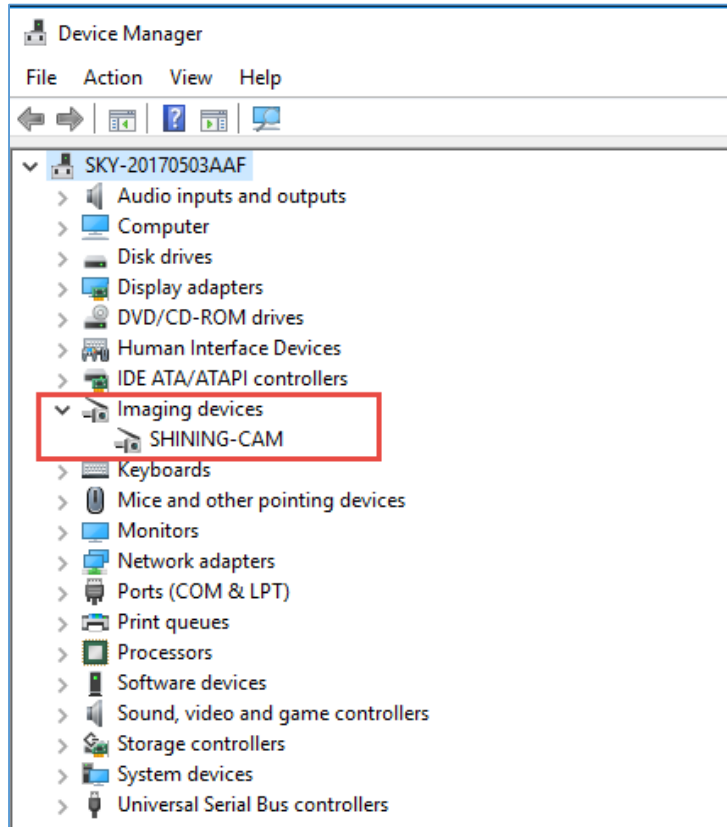 Device Manager
File Action View Help
SKY-20170503AAF
Audio inputs and outputs
Computer
Disk drives
Display adapters
DVD/CD-ROM drives
Human Interface Devices
IDE ATA/ATAPI controllers
Imaging devices
SHINING-CAM
Keyboards
Mice and other pointing devices
Monitors
Network adapters
Ports (COM & LPT)
Print queues
Processors
Software devices
Sound, video and game controllers
Storage controllers
System devices
Universal Serial Bus controllers